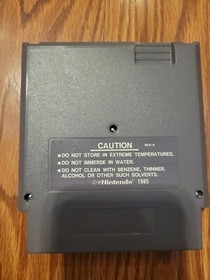 CAUTION REV-A
★DO NOT STORE IN EXTREME TEMPERATURES.
★DO NOT IMMERSE IN WATER.
★DO NOT CLEAN WITH BENZENE, THINNER,
ALCOHOL OR OTHER SUCH SOLVENTS.
©®Nintendo 1985